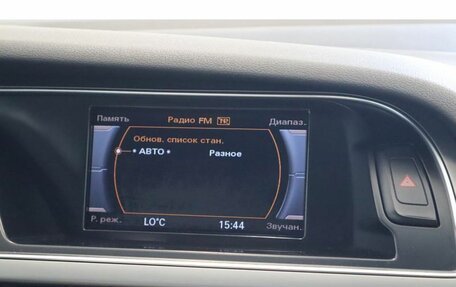 Память Радио FM TP Диапаз.
Обнов. список стан.
• АВТО • Разное
Р. реж. LO°C 15:44 Звучан.